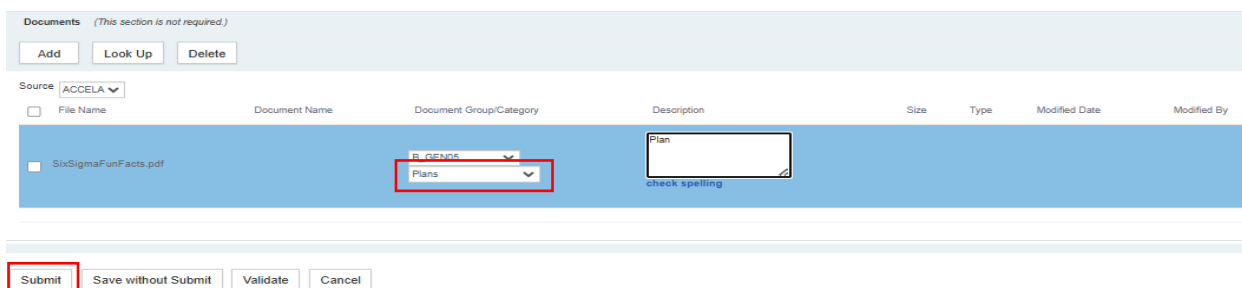 Documents (This section is not required.)
Add Look Up Delete
Source ACCELA
File Name Document Name Document Group/Category Description Size Type Modified Date Modified By
SixSigmaFunFacts.pdf B_GEN05 Plan
Plans
check spelling
Submit Save without Submit Validate Cancel